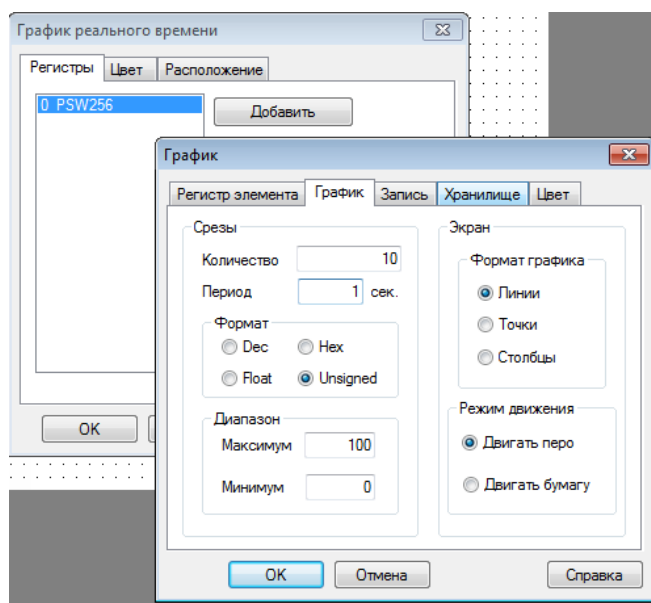 График реального времени
Регистры Цвет Расположение
0 PSW256
Добавить
OK
График
Регистр элемента График Запись Хранилище Цвет
Срезы
Количество 10
Период 1 сек.
Формат
Dec Hex
Float Unsigned
Диапазон
Максимум 100
Минимум 0
Экран
Формат графика
Линии
Точки
Столбцы
Режим движения
Двигать перо
Двигать бумагу
OK Отмена Справка